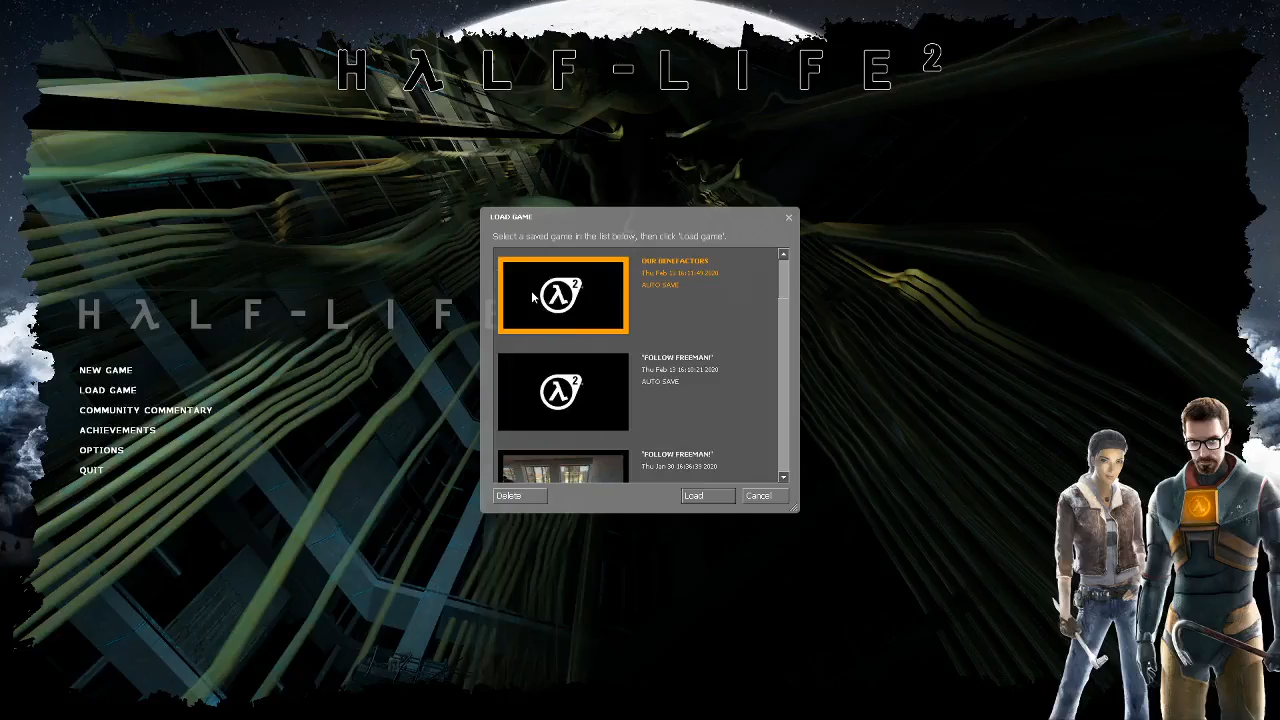 HλLF-LIFE²
LOAD GAME
Select a saved game in the list below, then click 'Load game'.
OUR BENEFACTORS
Thu Feb 13 16:11:49 2020
AUTO SAVE
"FOLLOW FREEMAN!"
Thu Feb 13 16:10:21 2020
AUTO SAVE
"FOLLOW FREEMAN!"
Thu Jan 30 16:36:39 2020
Delete
Load
Cancel
HλLF-LIFE
NEW GAME
LOAD GAME
COMMUNITY COMMENTARY
ACHIEVEMENTS
OPTIONS
QUIT